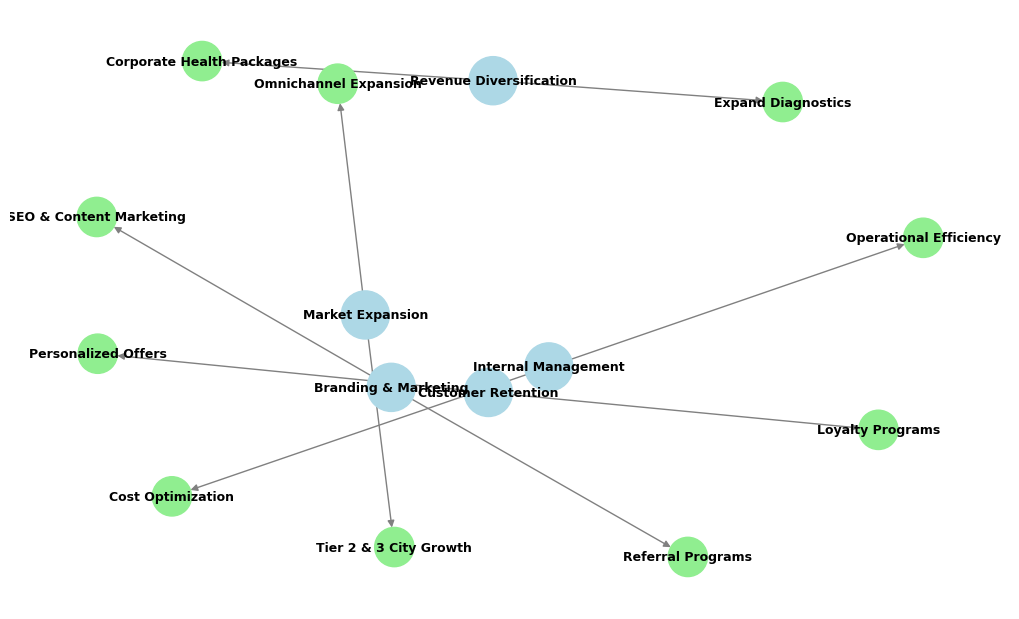 Corporate Health Packages
Omnichannel Expansion
Revenue Diversification
Expand Diagnostics
SEO & Content Marketing
Operational Efficiency
Market Expansion
Personalized Offers
Internal Management
Branding & Marketing
Customer Retention
Loyalty Programs
Cost Optimization
Tier 2 & 3 City Growth
Referral Programs